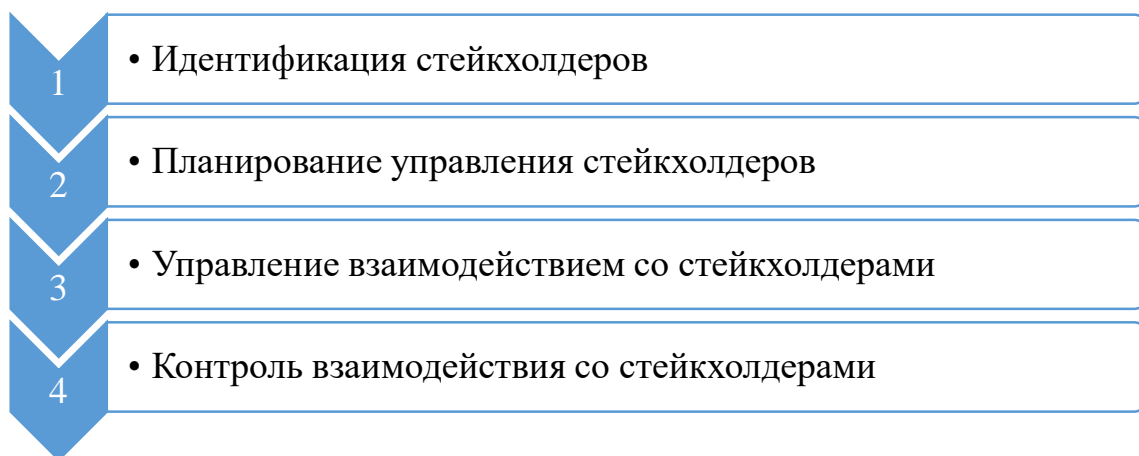 1
• Идентификация стейкхолдеров
2
• Планирование управления стейкхолдеров
3
• Управление взаимодействием со стейкхолдерами
4
• Контроль взаимодействия со стейкхолдерами